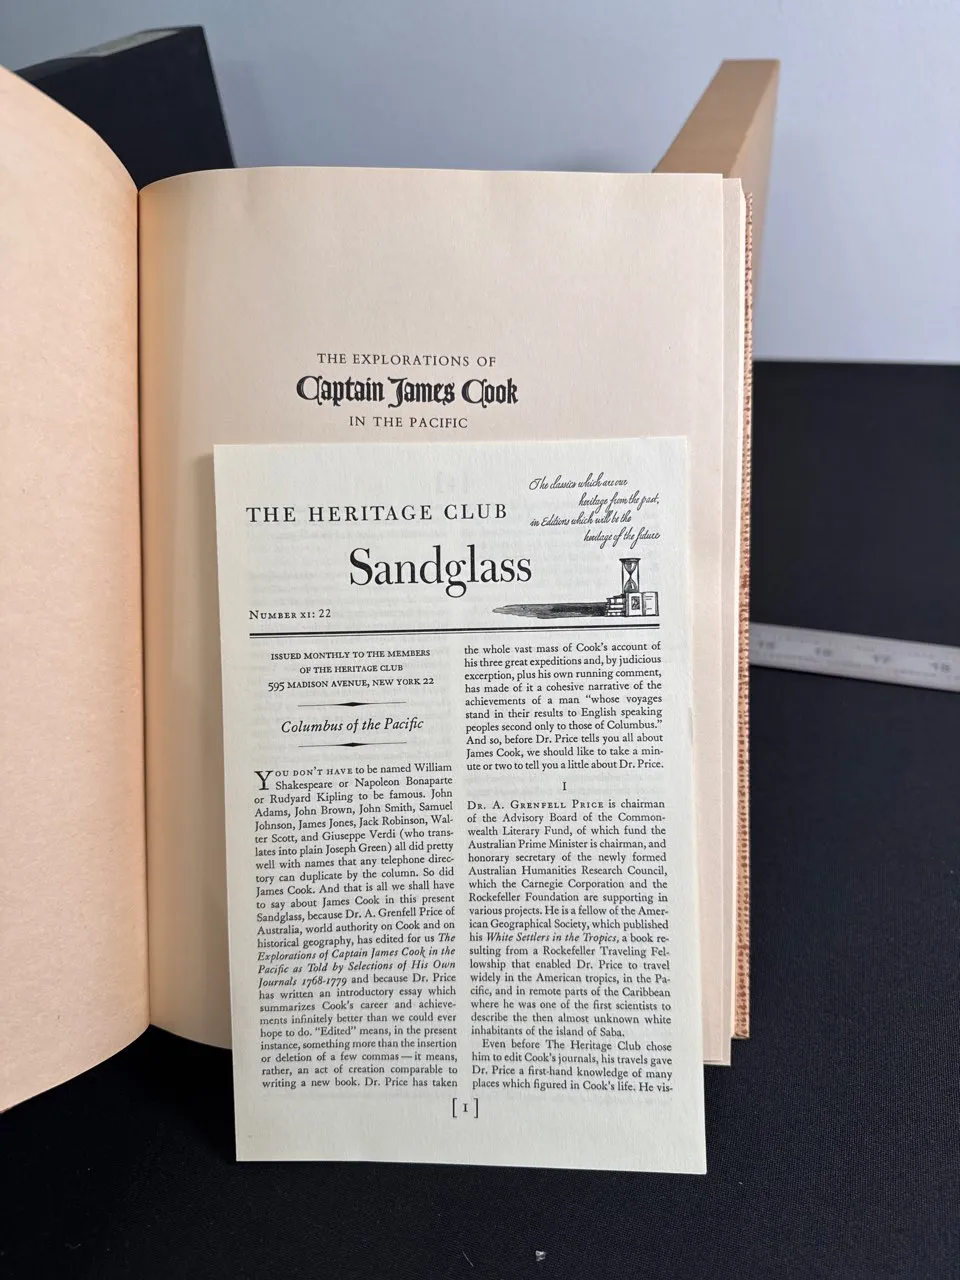 THE EXPLORATIONS OF
Captain James Cook
IN THE PACIFIC
The classics which are our
heritage from the past,
in Editions which will be the
heritage of the future
THE HERITAGE CLUB
Sandglass
NUMBER XI: 22
ISSUED MONTHLY TO THE MEMBERS
OF THE HERITAGE CLUB
595 MADISON AVENUE, NEW YORK 22
Columbus of the Pacific
YOU DON'T HAVE to be named William
Shakespeare or Napoleon Bonaparte
or Rudyard Kipling to be famous. John
Adams, John Brown, John Smith, Samuel
Johnson, James Jones, Jack Robinson, Wal-
ter Scott, and Giuseppe Verdi (who trans-
lates into plain Joseph Green) all did pretty
well with names that any telephone direc-
tory can duplicate by the column. So did
James Cook. And that is all we shall have
to say about James Cook in this present
Sandglass, because Dr. A. Grenfell Price of
Australia, world authority on Cook and on
historical geography, has edited for us The
Explorations of Captain James Cook in the
Pacific as Told by Selections of His Own
Journals 1768-1779 and because Dr. Price
has written an introductory essay which
summarizes Cook's career and achieve-
ments infinitely better than we could ever
hope to do. "Edited" means, in the present
instance, something more than the insertion
or deletion of a few commas — it means,
rather, an act of creation comparable to
writing a new book. Dr. Price has taken
the whole vast mass of Cook's account of
his three great expeditions and, by judicious
excerption, plus his own running comment,
has made of it a cohesive narrative of the
achievements of a man "whose voyages
stand in their results to English speaking
peoples second only to those of Columbus."
And so, before Dr. Price tells you all about
James Cook, we should like to take a min-
ute or two to tell you a little about Dr. Price.
I
DR. A. GRENFELL PRICE is chairman
of the Advisory Board of the Common-
wealth Literary Fund, of which fund the
Australian Prime Minister is chairman, and
honorary secretary of the newly formed
Australian Humanities Research Council,
which the Carnegie Corporation and the
Rockefeller Foundation are supporting in
various projects. He is a fellow of the Amer-
ican Geographical Society, which published
his White Settlers in the Tropics, a book re-
sulting from a Rockefeller Traveling Fel-
lowship that enabled Dr. Price to travel
widely in the American tropics, in the Pa-
cific, and in remote parts of the Caribbean
where he was one of the first scientists to
describe the then almost unknown white
inhabitants of the island of Saba.
Even before The Heritage Club chose
him to edit Cook's journals, his travels gave
Dr. Price a first-hand knowledge of many
places which figured in Cook's life. He vis-
[ 1 ]